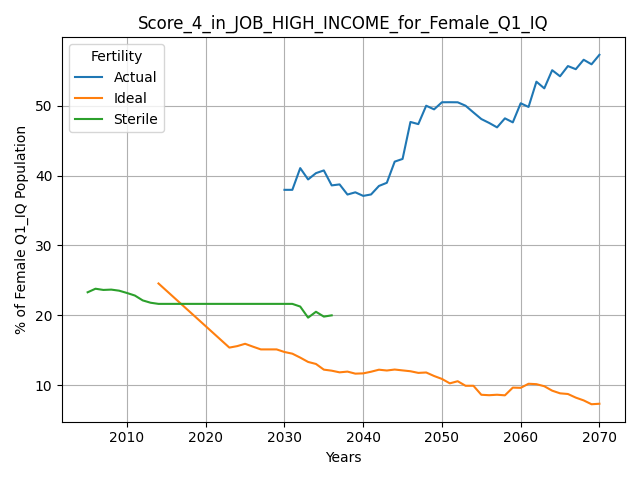 Score_4_in_JOB_HIGH_INCOME_for_Female_Q1_IQ
Fertility
Actual
Ideal
Sterile
% of Female Q1_IQ Population
50
40
30
20
10
2010 2020 2030 2040 2050 2060 2070
Years